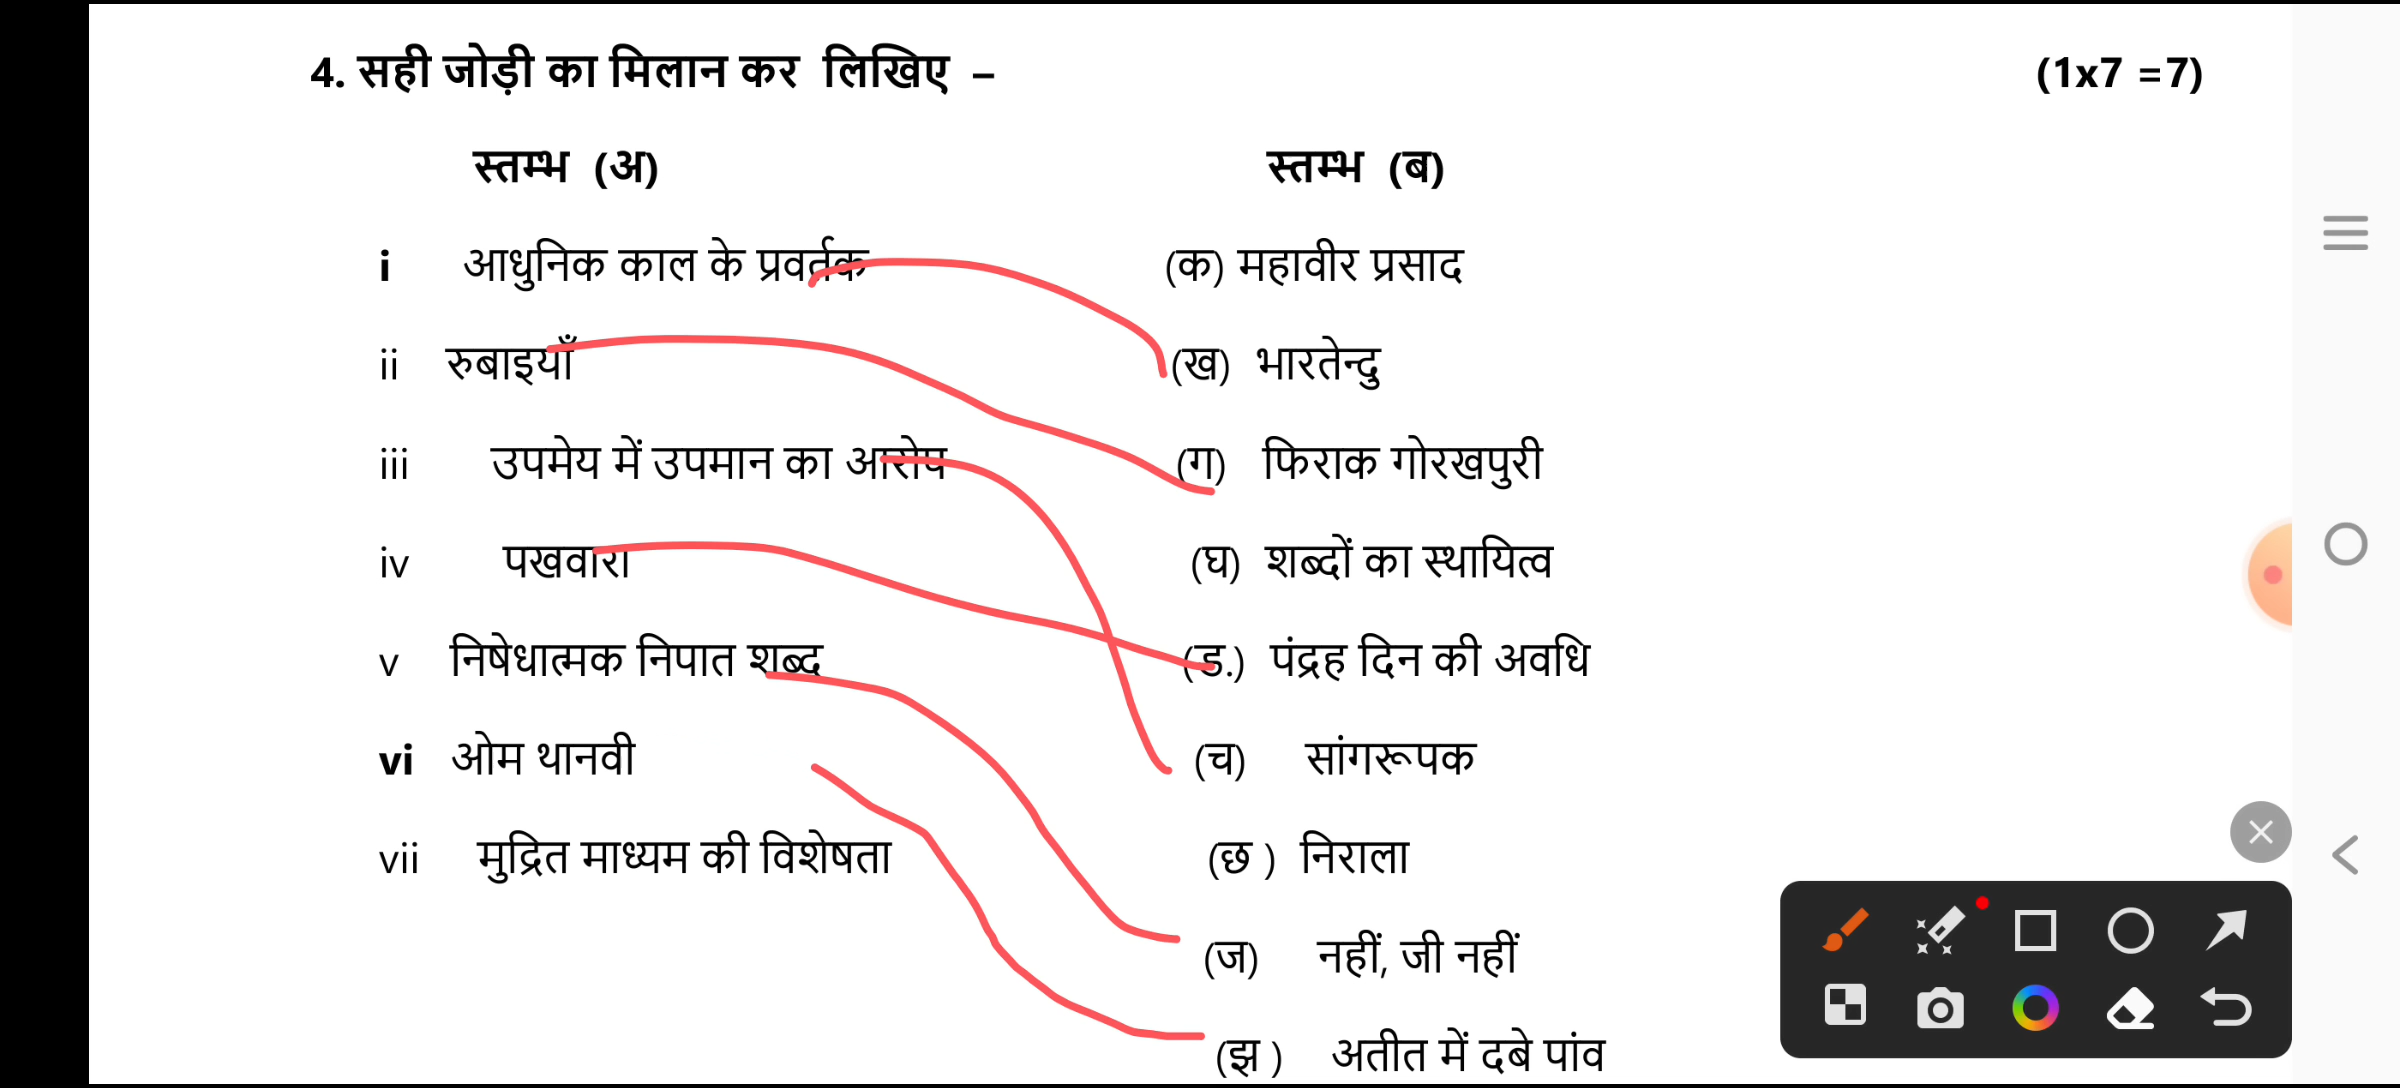 4. सही जोड़ी का मिलान कर लिखिए – (1x7 =7)
स्तम्भ (अ) स्तम्भ (ब)
i आधुनिक काल के प्रवर्तक (क) महावीर प्रसाद
ii रुबाइयाँ (ख) भारतेन्दु
iii उपमेय में उपमान का आरोप (ग) फिराक गोरखपुरी
iv पखवारा (घ) शब्दों का स्थायित्व
v निषेधात्मक निपात शब्द (ड.) पंद्रह दिन की अवधि
vi ओम थानवी (च) सांगरूपक
vii मुद्रित माध्यम की विशेषता (छ ) निराला
(ज) नहीं, जी नहीं
(झ ) अतीत में दबे पांव